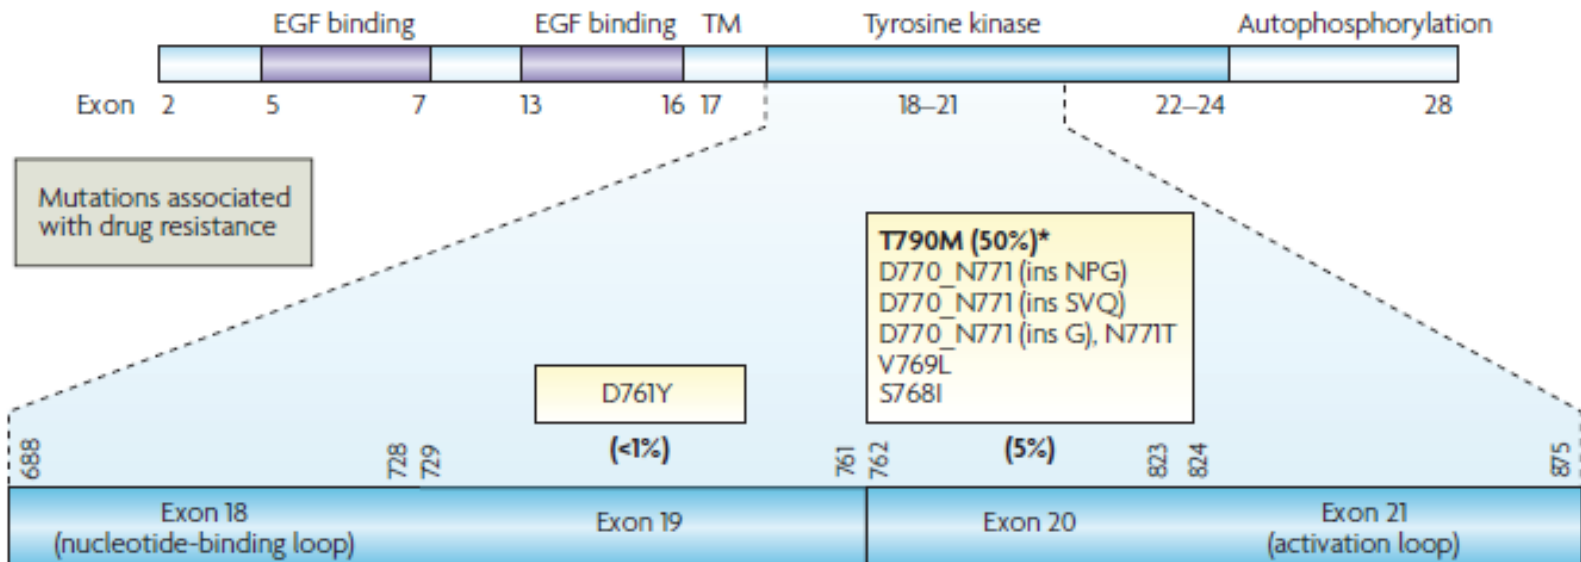 EGF binding EGF binding TM Tyrosine kinase Autophosphorylation
Exon 2 5 7 13 16 17 18–21 22–24 28
Mutations associated
with drug resistance
T790M (50%)*
D770_N771 (ins NPG)
D770_N771 (ins SVQ)
D770_N771 (ins G), N771T
V769L
S768I
D761Y
(<1%) (5%)
688 728 729 761 762 823 824 875
Exon 18
(nucleotide-binding loop)
Exon 19
Exon 20
Exon 21
(activation loop)